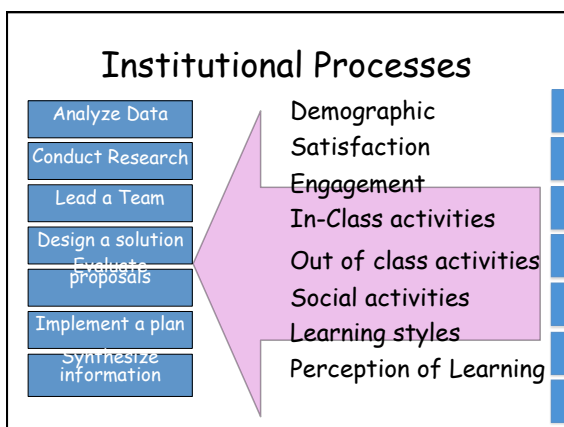 Institutional Processes
Analyze Data
Conduct Research
Lead a Team
Design a solution
Evaluate
proposals
Implement a plan
Synthesize
information
Demographic
Satisfaction
Engagement
In-Class activities
Out of class activities
Social activities
Learning styles
Perception of Learning